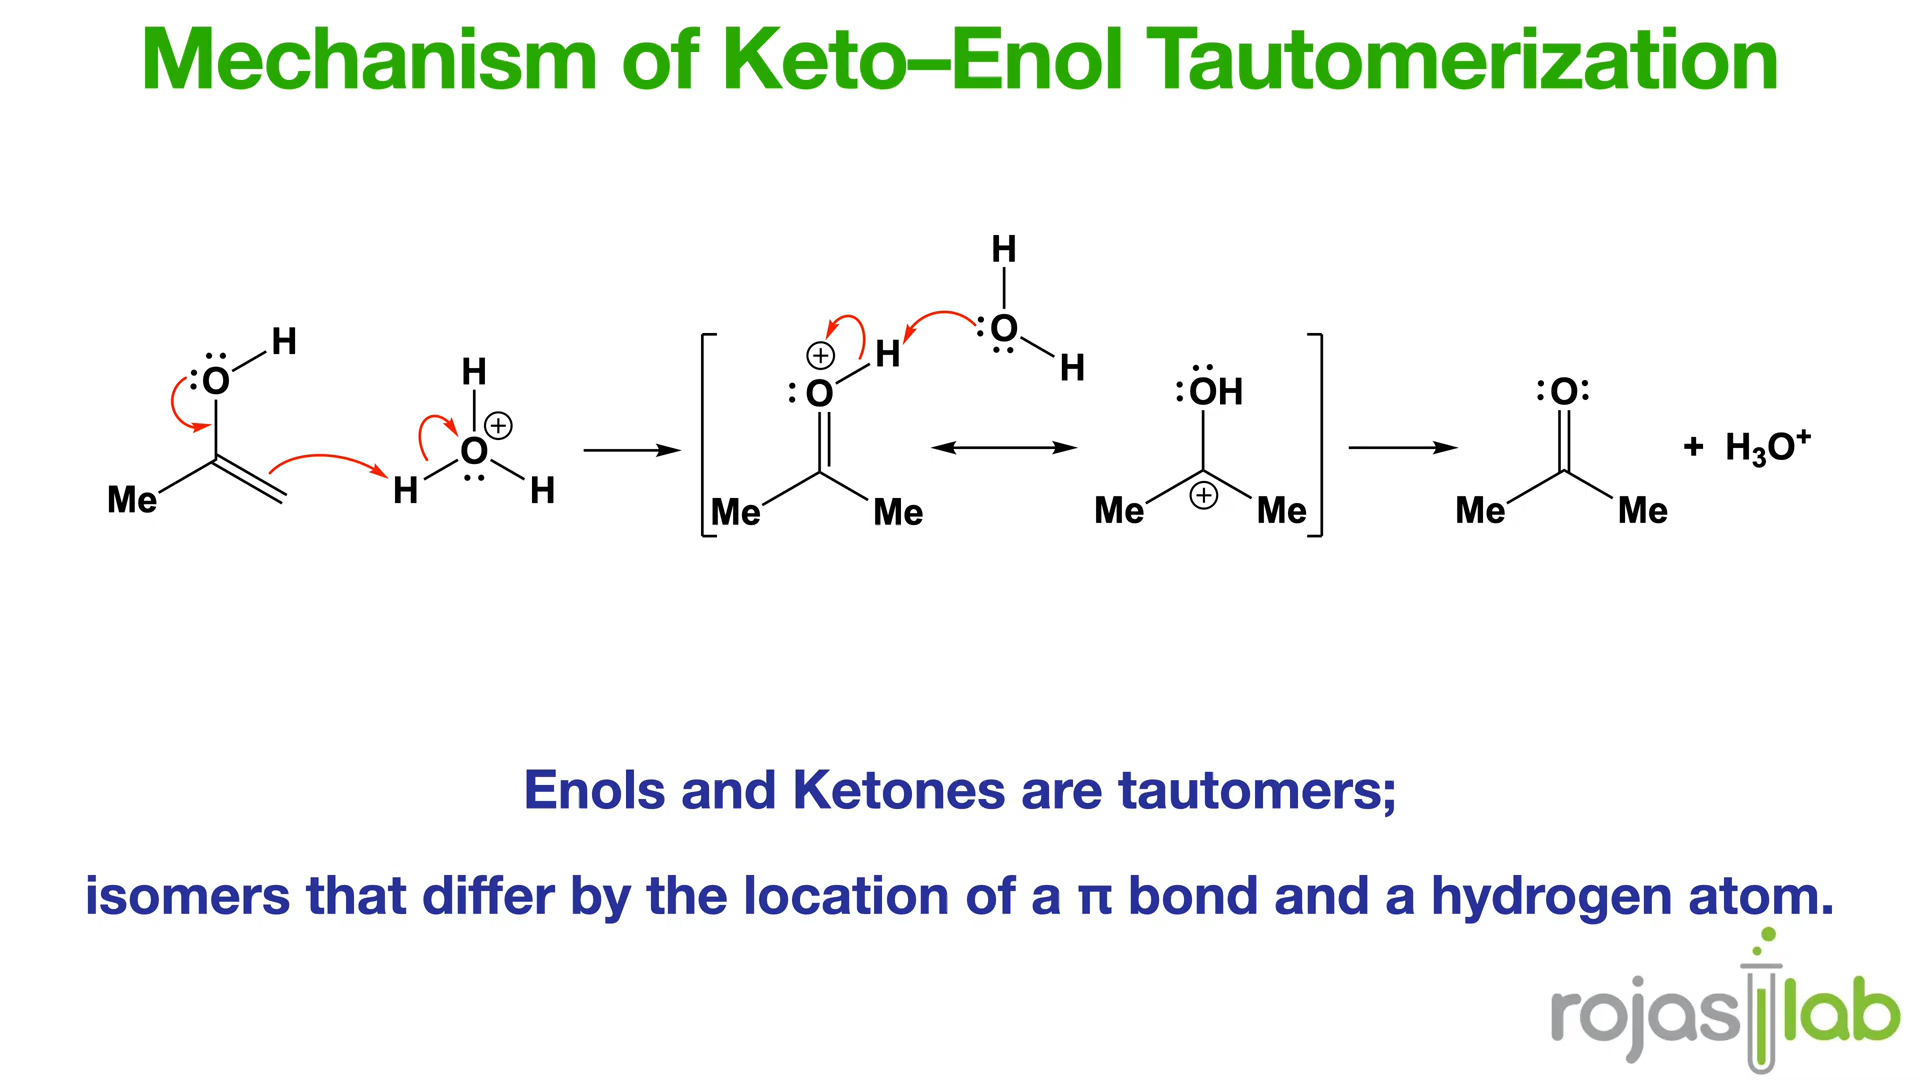 Mechanism of Keto–Enol Tautomerization
H
:Ö
H
Me
H
O
⊕
H
H
⊕
:O
H
Me
Me
H
:O
H
:ÖH
⊕
Me
Me
:O:
Me
Me
+ H₃O⁺
Enols and Ketones are tautomers;
isomers that differ by the location of a π bond and a hydrogen atom.
rojas lab